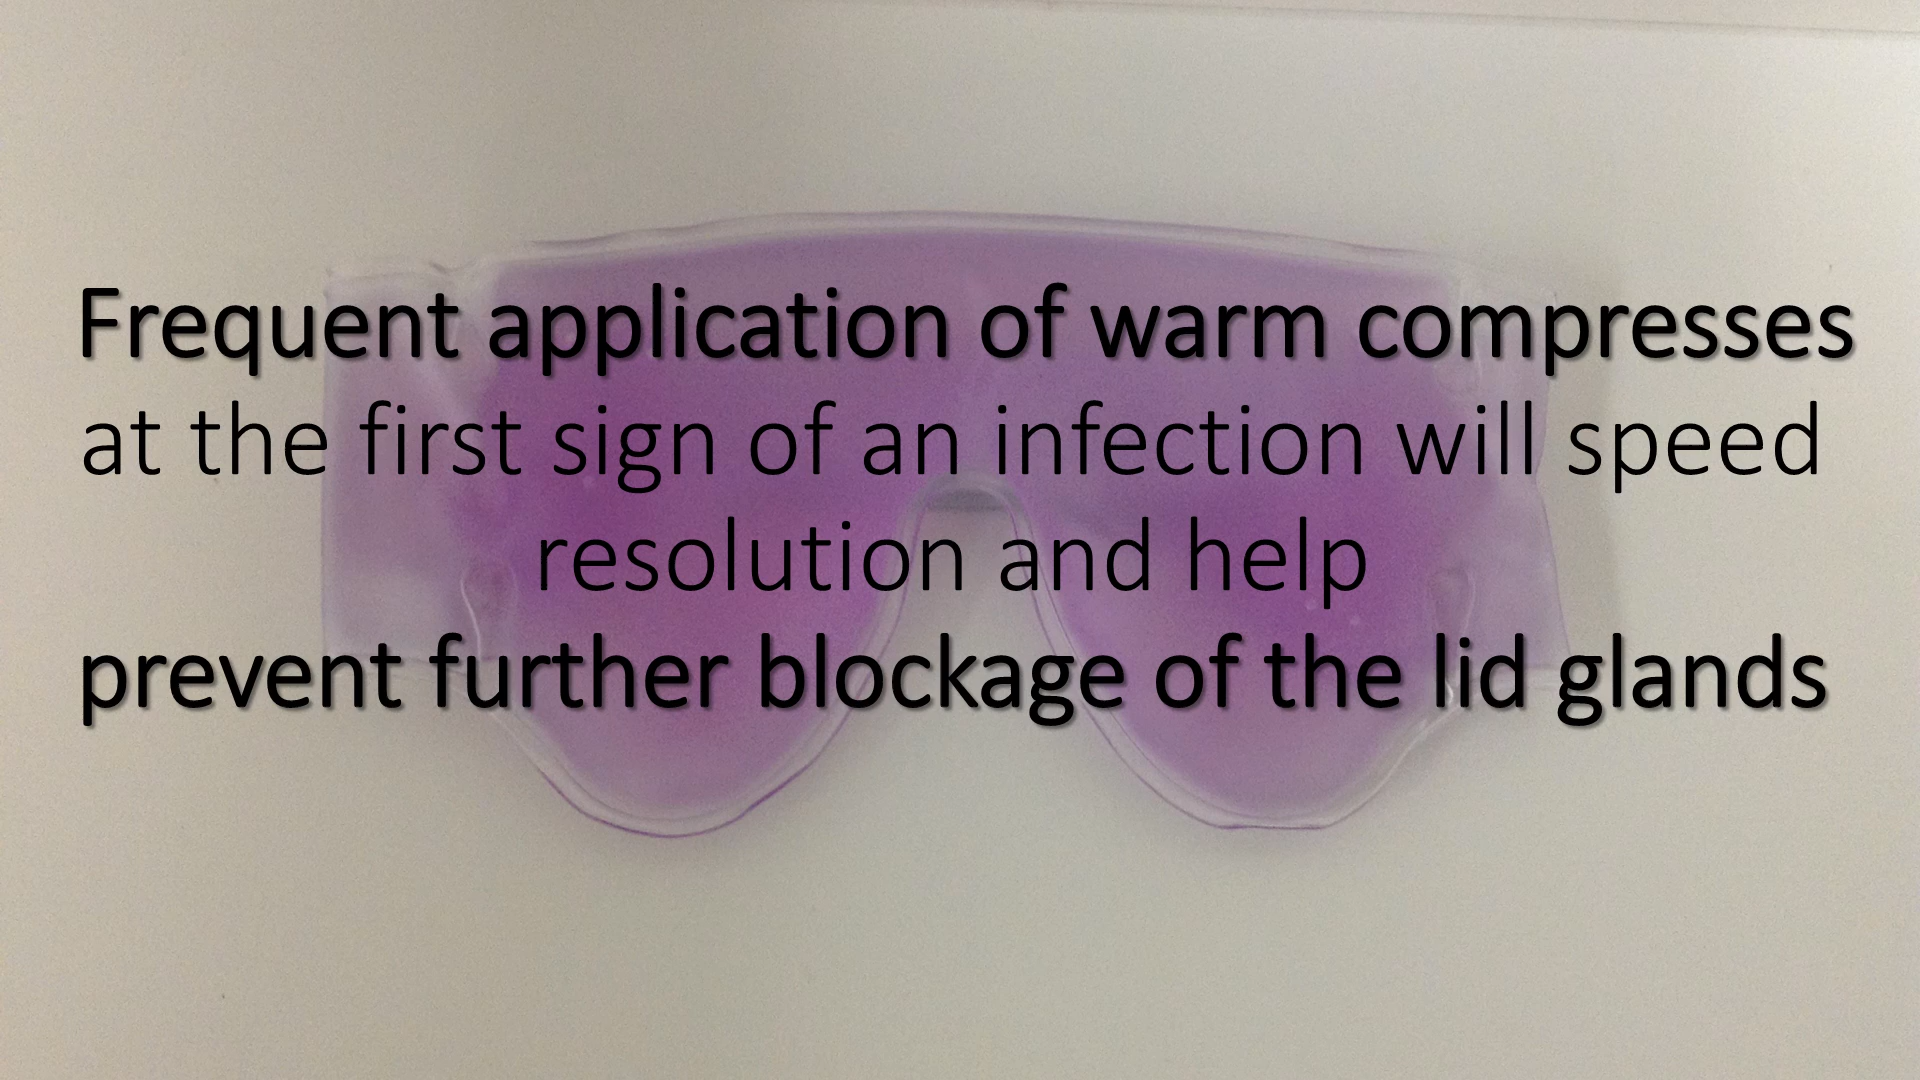 Frequent application of warm compresses
at the first sign of an infection will speed
resolution and help
prevent further blockage of the lid glands